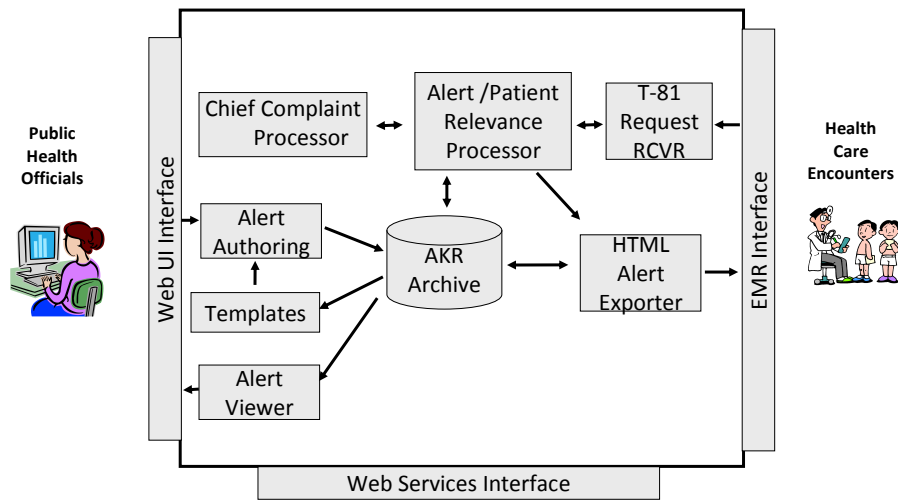 Public
Health
Officials
Web UI Interface
Chief Complaint
Processor
Alert /Patient
Relevance
Processor
T-81
Request
RCVR
Alert
Authoring
AKR
Archive
HTML
Alert
Exporter
Templates
Alert
Viewer
EMR Interface
Health
Care
Encounters
Web Services Interface